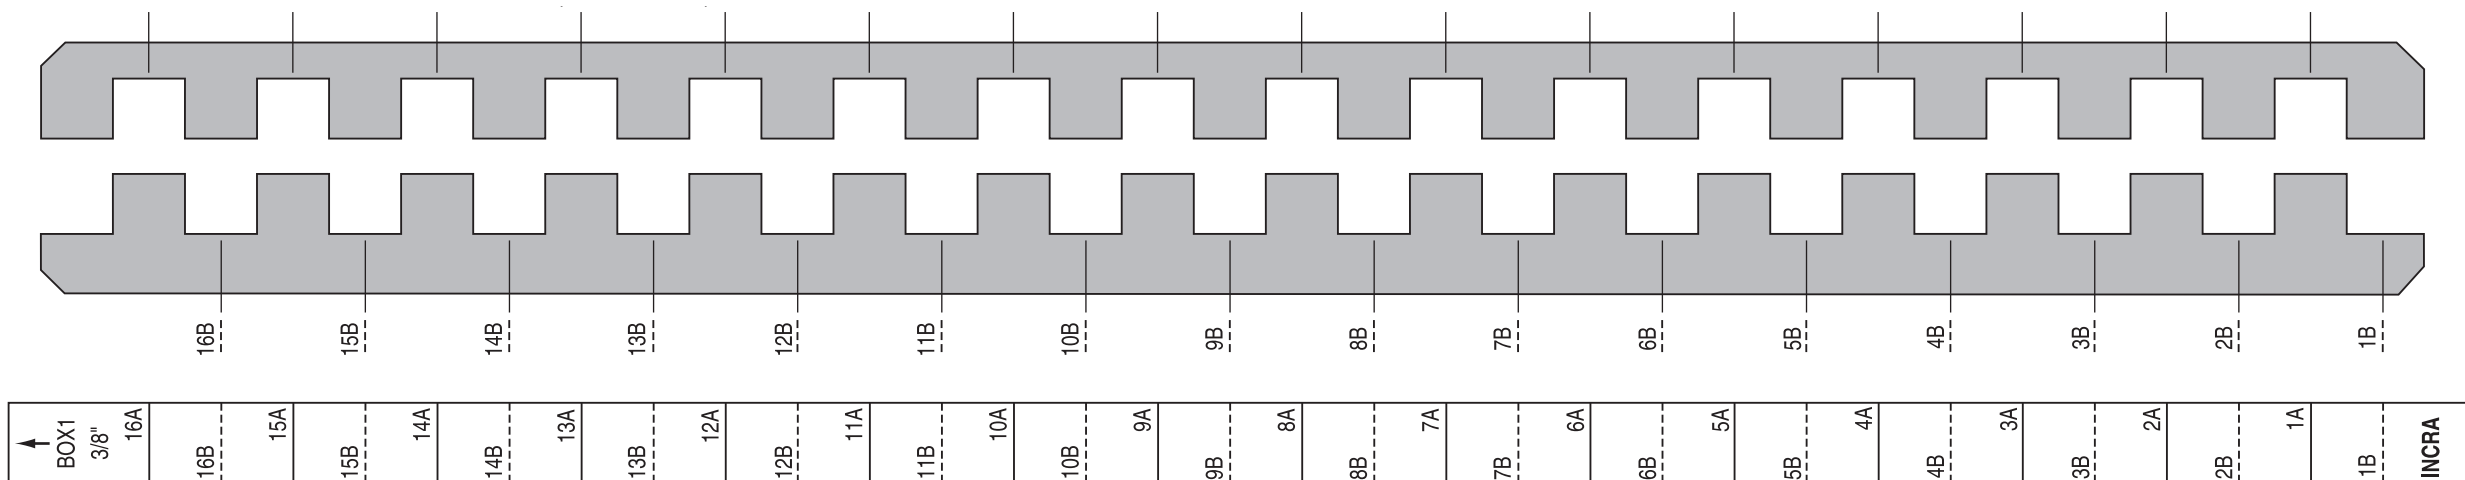 16B 15B 14B 13B 12B 11B 10B 9B 8B 7B 6B 5B 4B 3B 2B 1B
BOX1
3/8"
16A 15A 14A 13A 12A 11A 10A 9A 8A 7A 6A 5A 4A 3A 2A 1A
16B 15B 14B 13B 12B 11B 10B 9B 8B 7B 6B 5B 4B 3B 2B 1B
INCRA